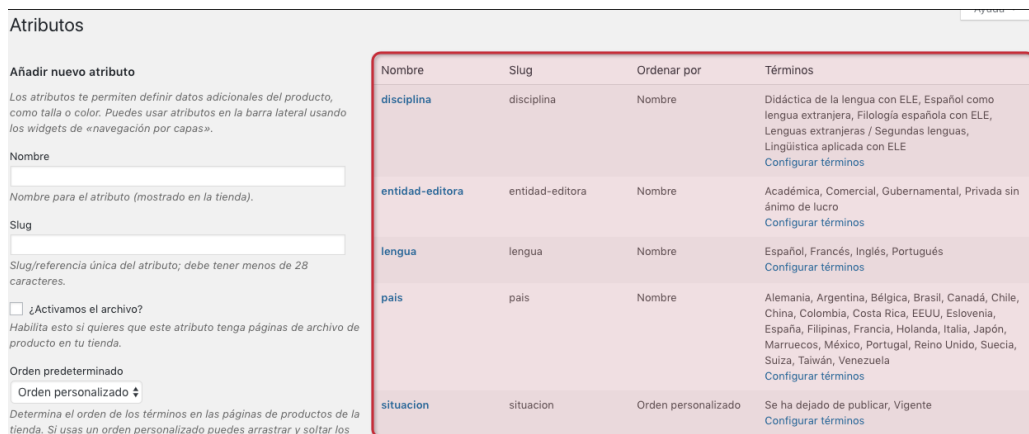 Ayuda
Atributos
Añadir nuevo atributo
Los atributos te permiten definir datos adicionales del producto,
como talla o color. Puedes usar atributos en la barra lateral usando
los widgets de «navegación por capas».
Nombre
Nombre para el atributo (mostrado en la tienda).
Slug
Slug/referencia única del atributo; debe tener menos de 28
caracteres.
¿Activamos el archivo?
Habilita esto si quieres que este atributo tenga páginas de archivo de
producto en tu tienda.
Orden predeterminado
Orden personalizado
Determina el orden de los términos en las páginas de productos de la
tienda. Si usas un orden personalizado puedes arrastrar y soltar los
Nombre Slug Ordenar por Términos
disciplina disciplina Nombre Didáctica de la lengua con ELE, Español como
lengua extranjera, Filología española con ELE,
Lenguas extranjeras / Segundas lenguas,
Lingüistica aplicada con ELE
Configurar términos
entidad-editora entidad-editora Nombre Académica, Comercial, Gubernamental, Privada sin
ánimo de lucro
Configurar términos
lengua lengua Nombre Español, Francés, Inglés, Portugués
Configurar términos
pais pais Nombre Alemania, Argentina, Bélgica, Brasil, Canadá, Chile,
China, Colombia, Costa Rica, EEUU, Eslovenia,
España, Filipinas, Francia, Holanda, Italia, Japón,
Marruecos, México, Portugal, Reino Unido, Suecia,
Suiza, Taiwán, Venezuela
Configurar términos
situacion situacion Orden personalizado Se ha dejado de publicar, Vigente
Configurar términos